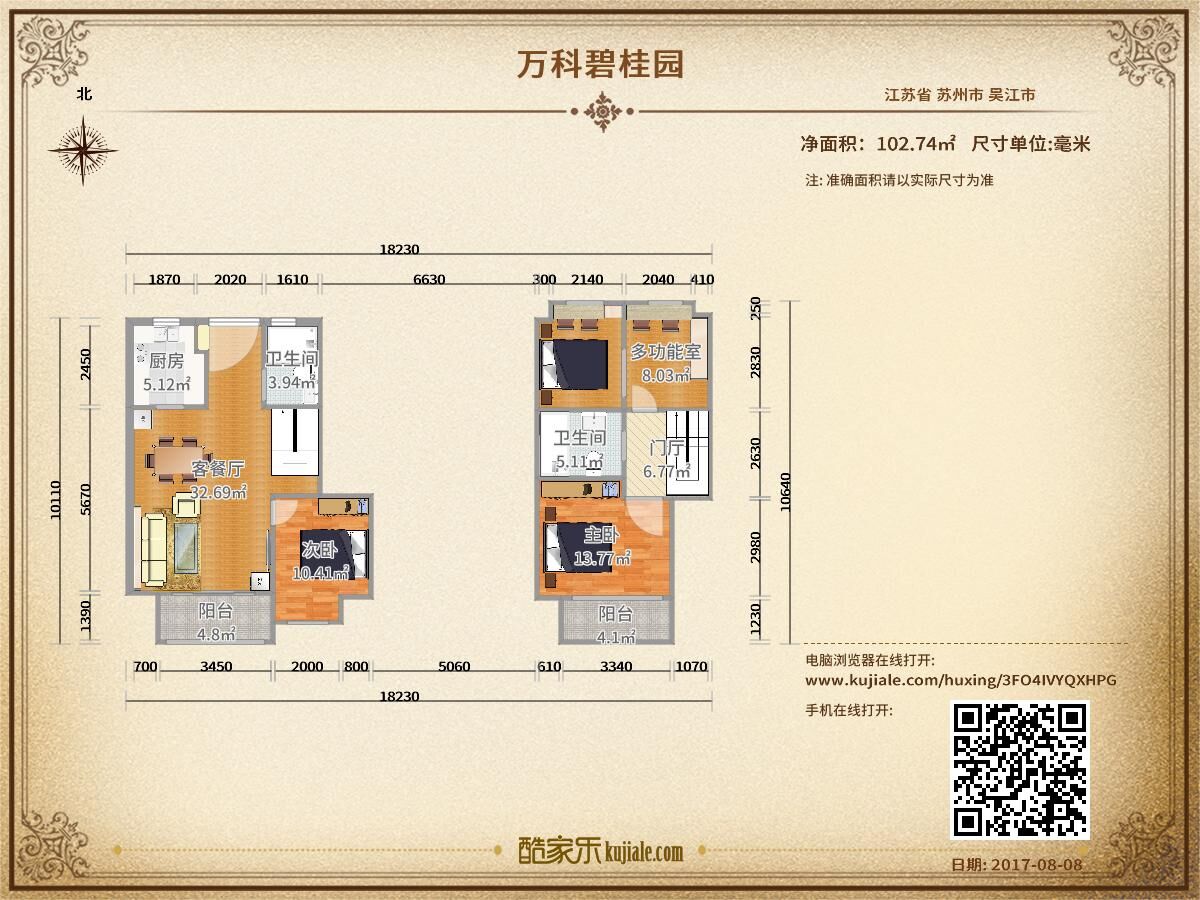 万科碧桂园
北
江苏省 苏州市 吴江市
净面积：102.74㎡ 尺寸单位:毫米
注: 准确面积请以实际尺寸为准
18230
1870 2020 1610 6630 300 2140 2040 410
10110
2450
5670
1390
厨房
5.12㎡
卫生间
3.94㎡
客餐厅
32.69㎡
次卧
10.41㎡
阳台
4.8㎡
多功能室
8.03㎡
卫生间
5.11㎡
门厅
6.77㎡
主卧
13.77㎡
阳台
4.1㎡
250
2830
2630
2980
1230
10640
700 3450 2000 800 5060 610 3340 1070
18230
电脑浏览器在线打开:
www.kujiale.com/huxing/3FO4IVYQXHPG
手机在线打开:
酷家乐 kujiale.com
日期: 2017-08-08